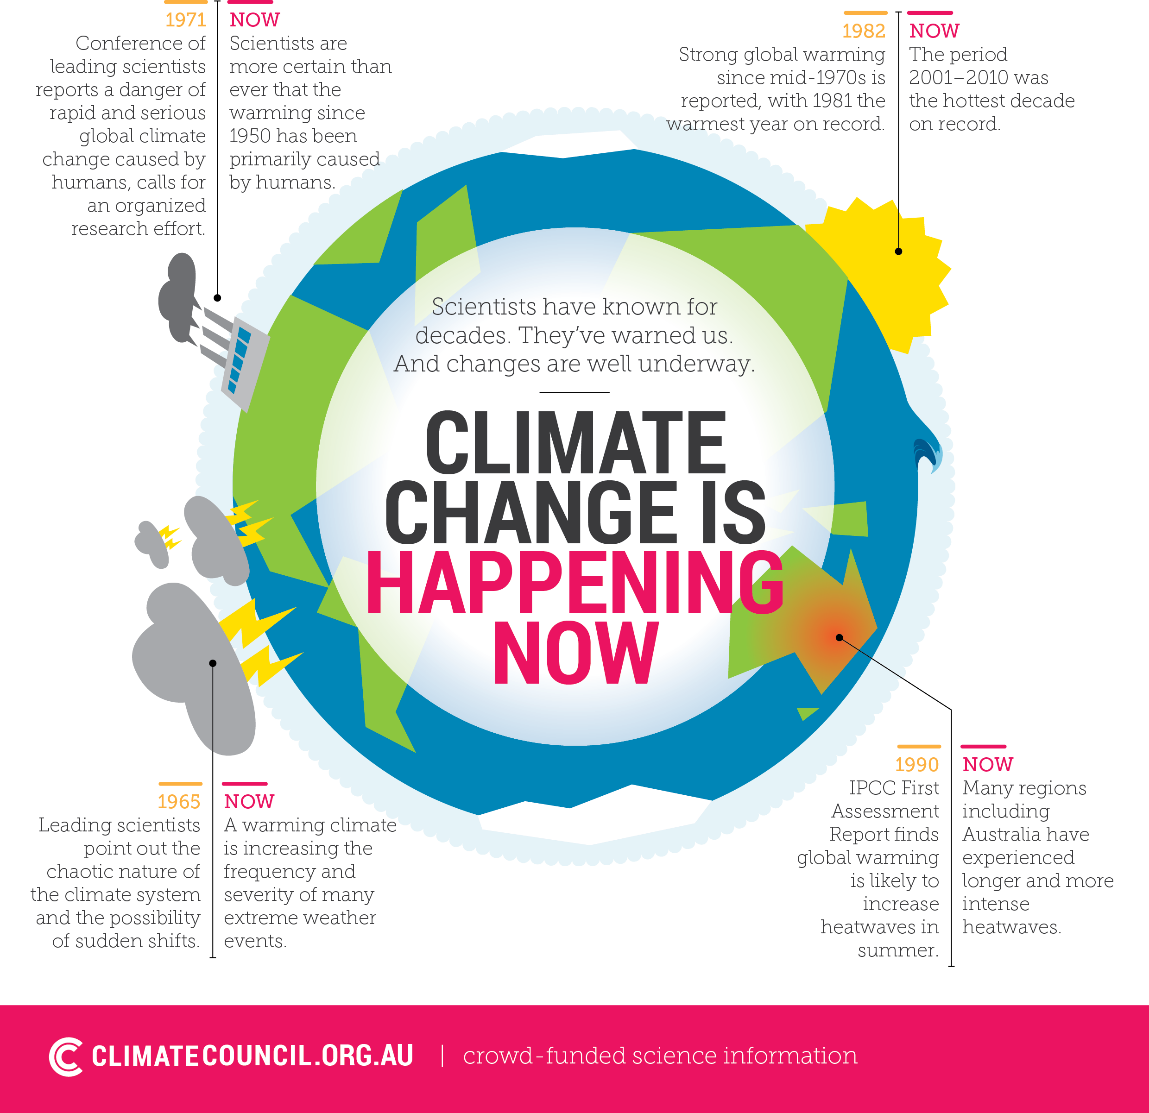 1971
Conference of
leading scientists
reports a danger of
rapid and serious
global climate
change caused by
humans, calls for
an organized
research effort.
NOW
Scientists are
more certain than
ever that the
warming since
1950 has been
primarily caused
by humans.
1982
Strong global warming
since mid-1970s is
reported, with 1981 the
warmest year on record.
NOW
The period
2001–2010 was
the hottest decade
on record.
Scientists have known for
decades. They've warned us.
And changes are well underway.
CLIMATE
CHANGE IS
HAPPENING
NOW
1965
Leading scientists
point out the
chaotic nature of
the climate system
and the possibility
of sudden shifts.
NOW
A warming climate
is increasing the
frequency and
severity of many
extreme weather
events.
1990
IPCC First
Assessment
Report finds
global warming
is likely to
increase
heatwaves in
summer.
NOW
Many regions
including
Australia have
experienced
longer and more
intense
heatwaves.
CLIMATECOUNCIL.ORG.AU | crowd-funded science information